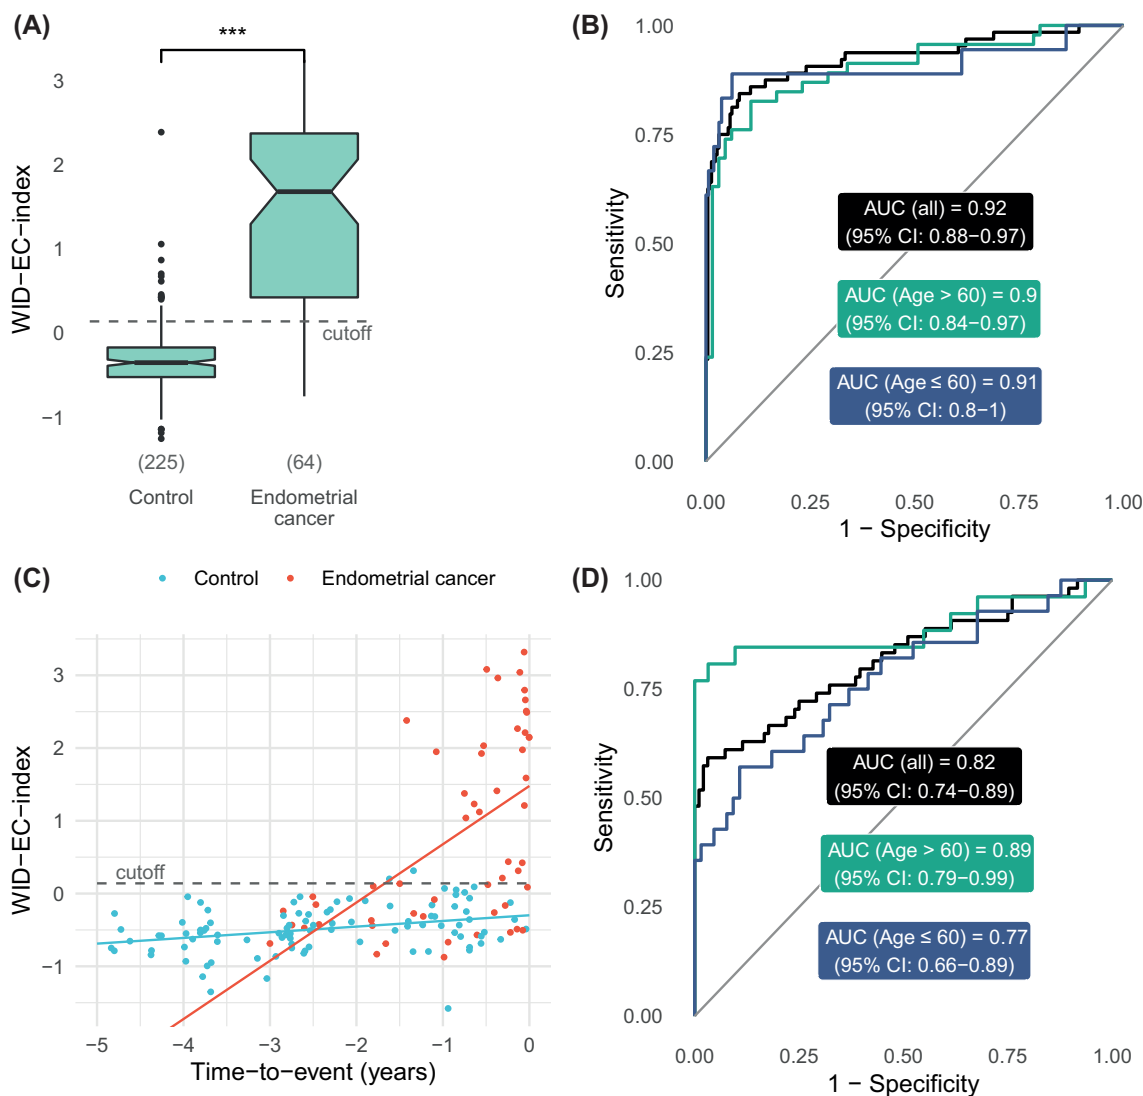 (A)
***
3
2
1
0
−1
WID−EC−index
cutoff
(225)
(64)
Control
Endometrial
cancer
(B)
1.00
0.75
0.50
0.25
0.00
Sensitivity
AUC (all) = 0.92
(95% CI: 0.88−0.97)
AUC (Age > 60) = 0.9
(95% CI: 0.84−0.97)
AUC (Age ≤ 60) = 0.91
(95% CI: 0.8−1)
0.00 0.25 0.50 0.75 1.00
1 − Specificity
(C)
Control Endometrial cancer
3
2
1
0
−1
WID−EC−index
cutoff
−5 −4 −3 −2 −1 0
Time−to−event (years)
(D)
1.00
0.75
0.50
0.25
0.00
Sensitivity
AUC (all) = 0.82
(95% CI: 0.74−0.89)
AUC (Age > 60) = 0.89
(95% CI: 0.79−0.99)
AUC (Age ≤ 60) = 0.77
(95% CI: 0.66−0.89)
0.00 0.25 0.50 0.75 1.00
1 − Specificity